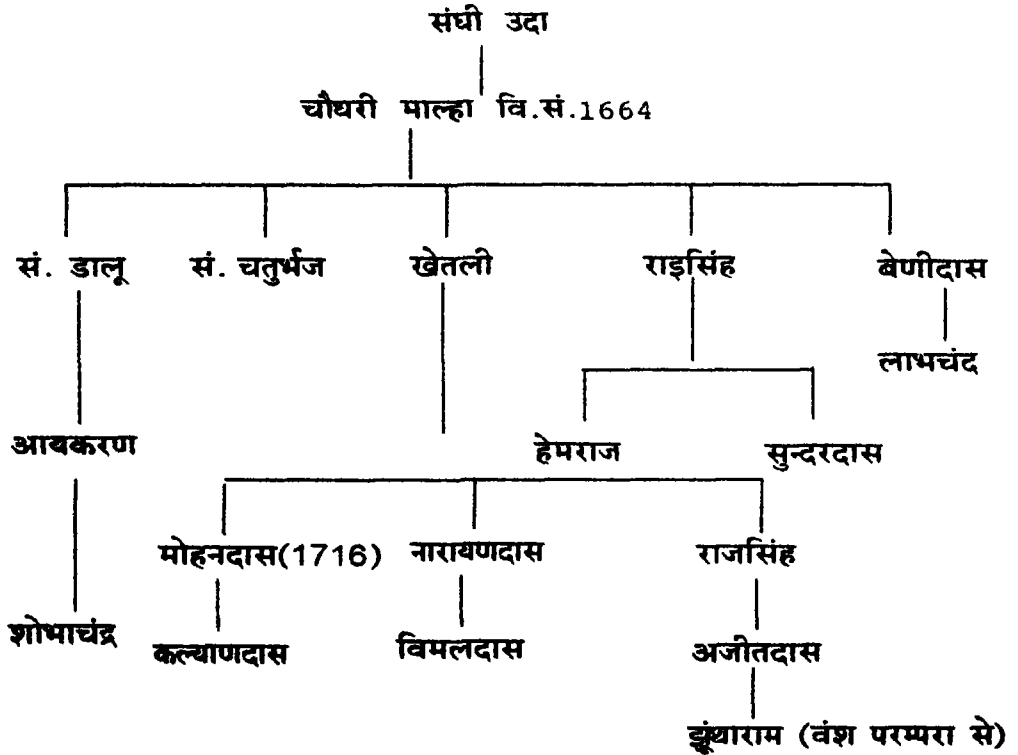 संघी उदा
चौधरी माल्हा वि.सं.1664
सं. डालू सं. चतुर्भज खेतली राइसिंह बेणीदास
लाभचंद
आयकरण हेमराज सुन्दरदास
मोहनदास(1716) नारायणदास राजसिंह
शोभाचंद्र कल्याणदास विमलदास अजीतदास
झूंथाराम (वंश परम्परा से)